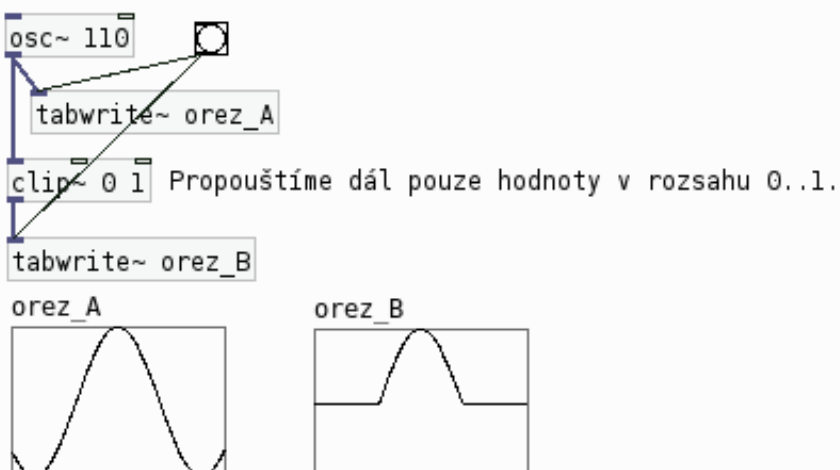 osc~ 110
tabwrite~ orez_A
clip~ 0 1
Propouštíme dál pouze hodnoty v rozsahu 0..1.
tabwrite~ orez_B
orez_A
orez_B